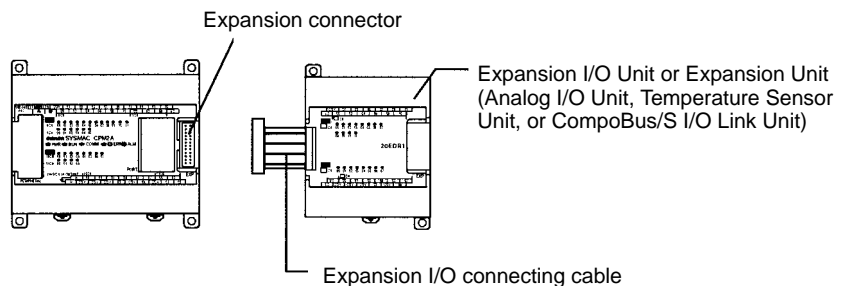 Expansion connector
Expansion I/O Unit or Expansion Unit
(Analog I/O Unit, Temperature Sensor
Unit, or CompoBus/S I/O Link Unit)
SYSMAC CPM2A
20EDR1
EXP
Expansion I/O connecting cable